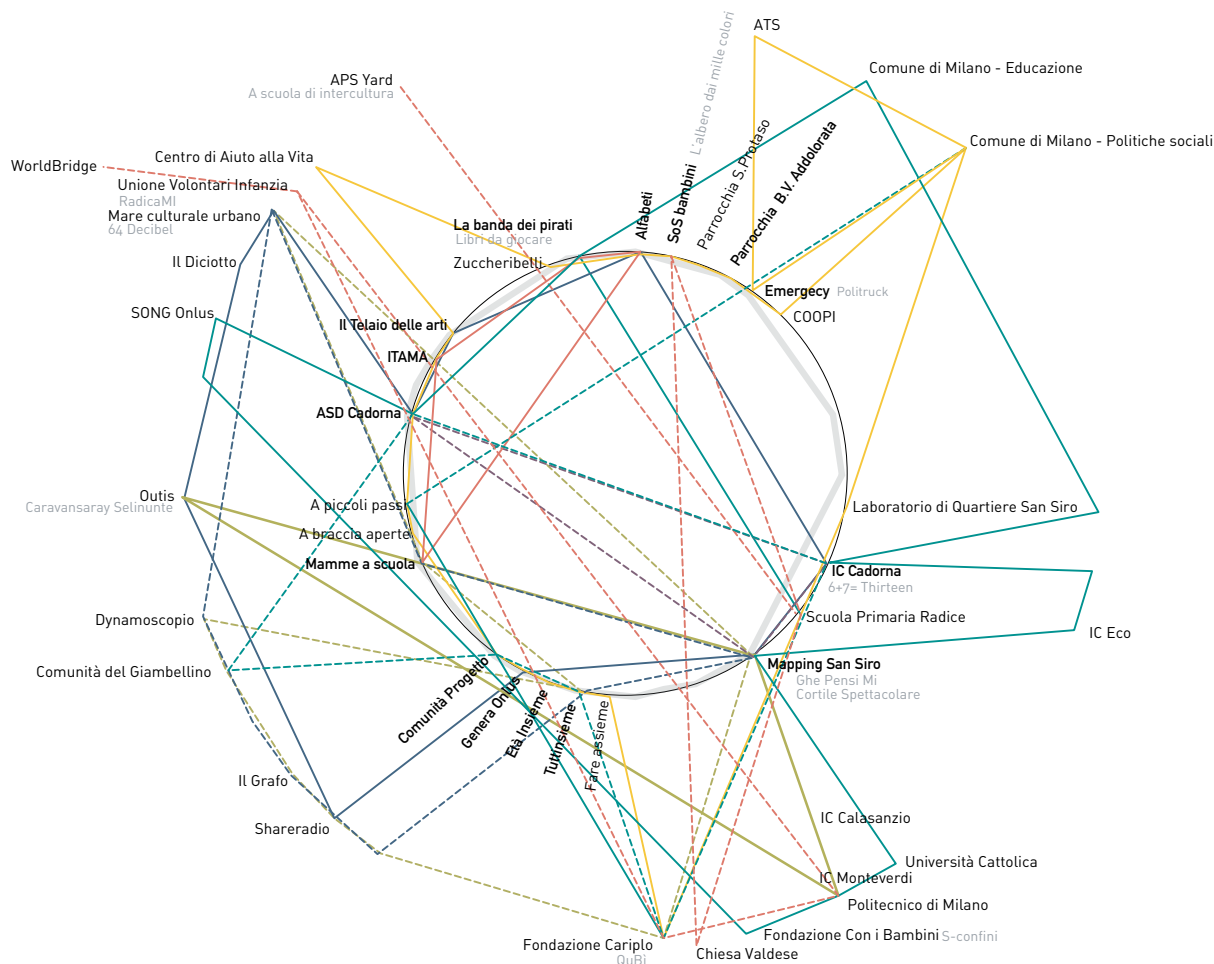 ATS
L'albero dai mille colori
Comune di Milano - Educazione
APS Yard
A scuola di intercultura
Comune di Milano - Politiche sociali
Parrocchia S.Protaso
Parrocchia B.V. Addolorata
Centro di Aiuto alla Vita
WorldBridge
Unione Volontari Infanzia
RadicaMI
Mare culturale urbano
64 Decibel
SoS bambini
Alfabeti
La banda dei pirati
Libri da giocare
Zuccheribelli
Il Diciotto
Emergecy
Politruck
COOPI
SONG Onlus
Il Telaio delle arti
ITAMA
ASD Cadorna
Outis
Caravansaray Selinunte
A piccoli passi
Laboratorio di Quartiere San Siro
A braccia aperte
Mamme a scuola
IC Cadorna
6+7= Thirteen
Scuola Primaria Radice
Dynamoscopio
IC Eco
Comunità del Giambellino
Mapping San Siro
Ghe Pensi Mi
Cortile Spettacolare
Comunità Progetto
Genera Onlus
Età Insieme
Tuttinsieme
Fare assieme
Il Grafo
Shareradio
IC Calasanzio
Università Cattolica
IC Monteverdi
Politecnico di Milano
Fondazione Con i Bambini
S-confini
Fondazione Cariplo
QuBì
Chiesa Valdese